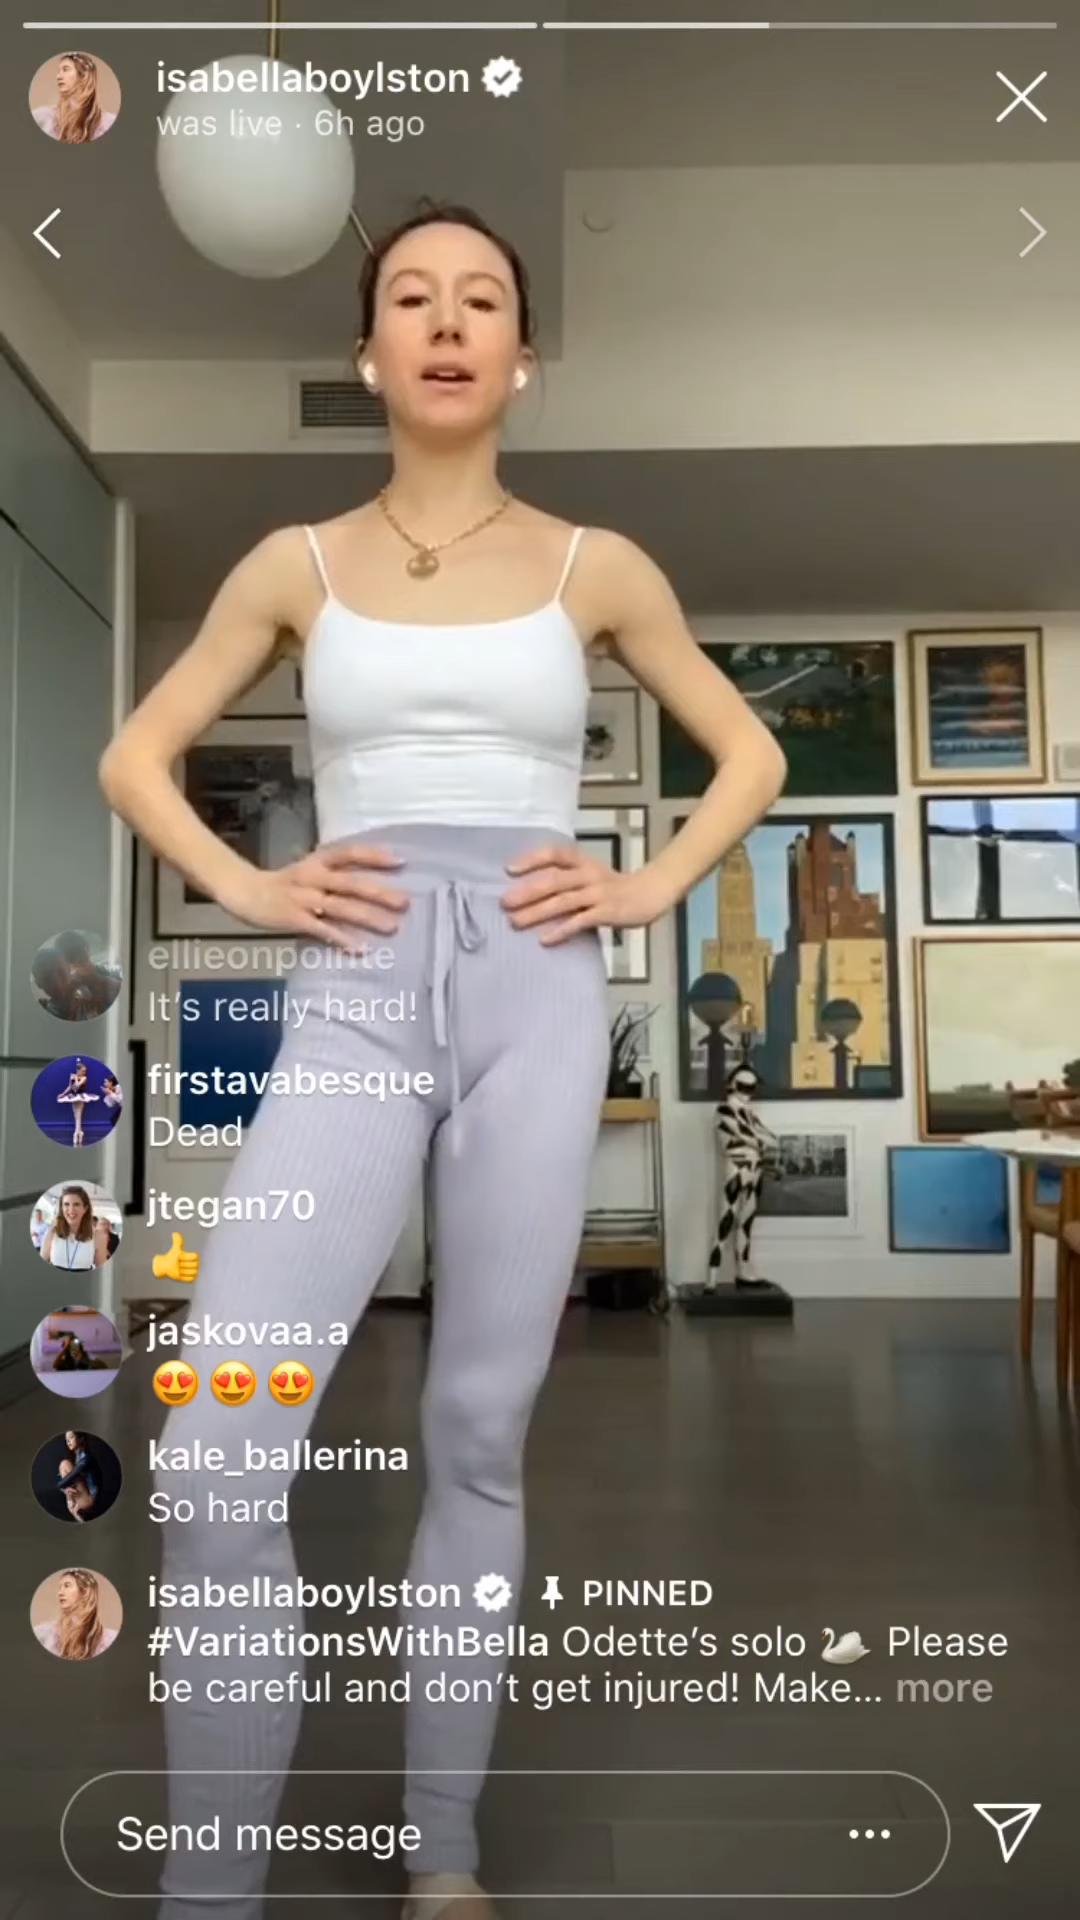 isabellaboylston
was live · 6h ago
ellieonpointe
It’s really hard!
firstavabesque
Dead
jtegan70
👍
jaskovaa.a
😍😍😍
kale_ballerina
So hard
isabellaboylston PINNED
#VariationsWithBella Odette’s solo 🦢 Please
be careful and don’t get injured! Make... more
Send message